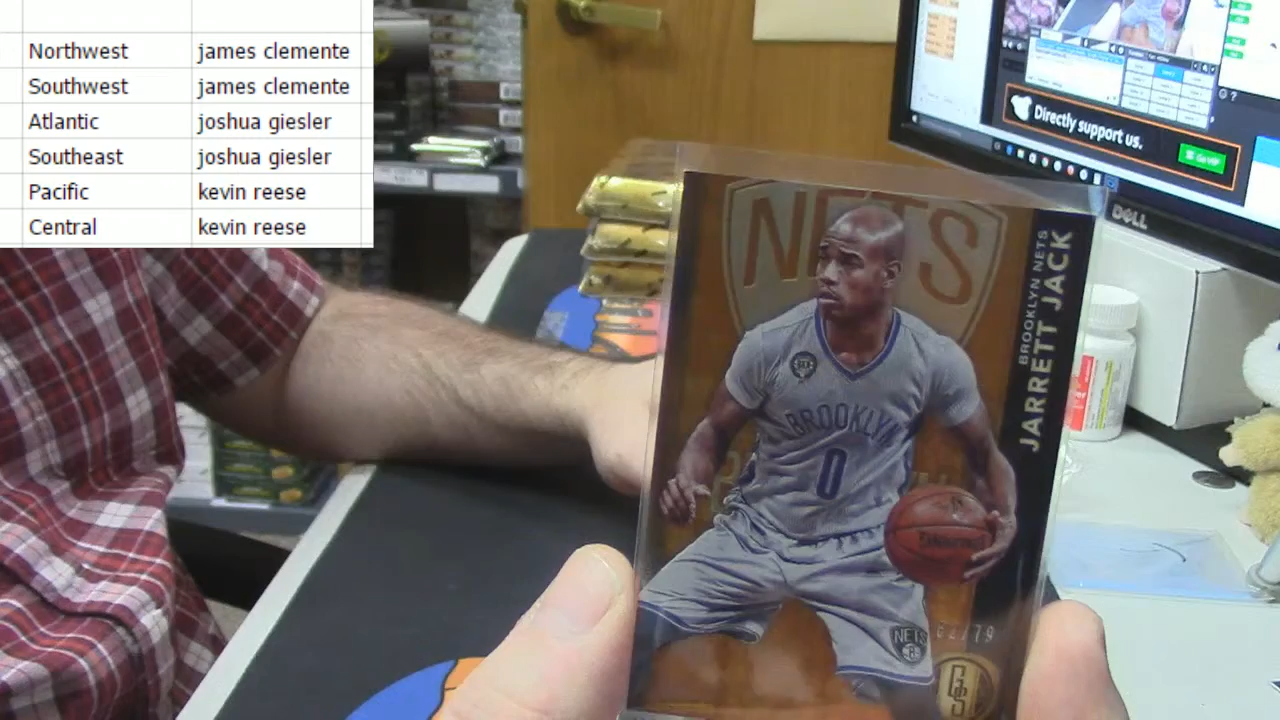 Northwest james clemente
Southwest james clemente
Atlantic joshua giesler
Southeast joshua giesler
Pacific kevin reese
Central kevin reese
Directly support us.
DELL
NETS
BROOKLYN NETS
JARRETT JACK
BROOKLYN
0
NETS
/79